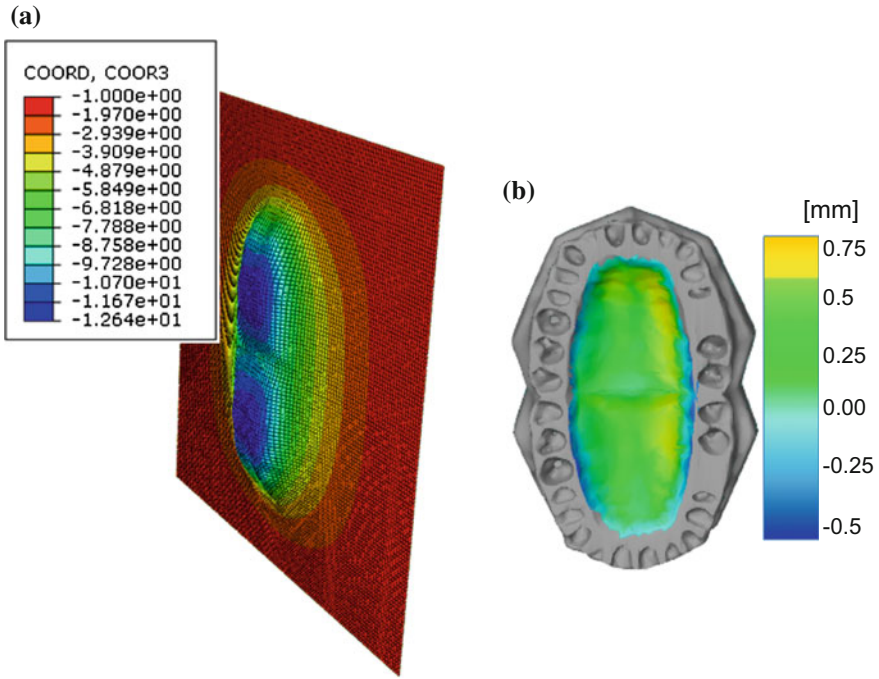 (a)
COORD, COOR3
-1.000e+00
-1.970e+00
-2.939e+00
-3.909e+00
-4.879e+00
-5.849e+00
-6.818e+00
-7.788e+00
-8.758e+00
-9.728e+00
-1.070e+01
-1.167e+01
-1.264e+01
(b)
[mm]
0.75
0.5
0.25
0.00
-0.25
-0.5